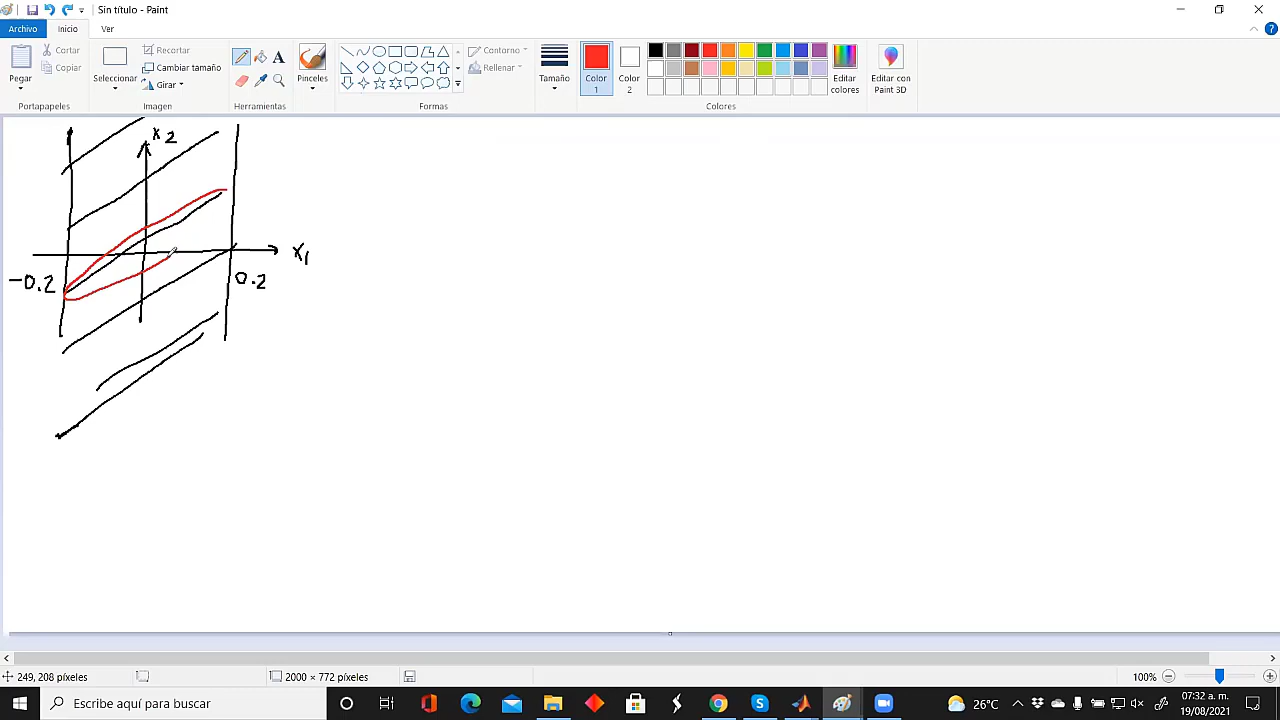 Sin título - Paint
Archivo Inicio Ver
Pegar
Cortar
Copiar
Portapapeles
Seleccionar
Recortar
Cambiar tamaño
Girar
Imagen
A
Herramientas
Pinceles
Contorno
Rellenar
Formas
Tamaño
Color 1
Color 2
Colores
Editar colores
Editar con Paint 3D
x2
x1
-0.2
0.2
249, 208 píxeles
2000 × 772 píxeles
100%
Escribe aquí para buscar
26°C
07:32 a. m.
19/08/2021